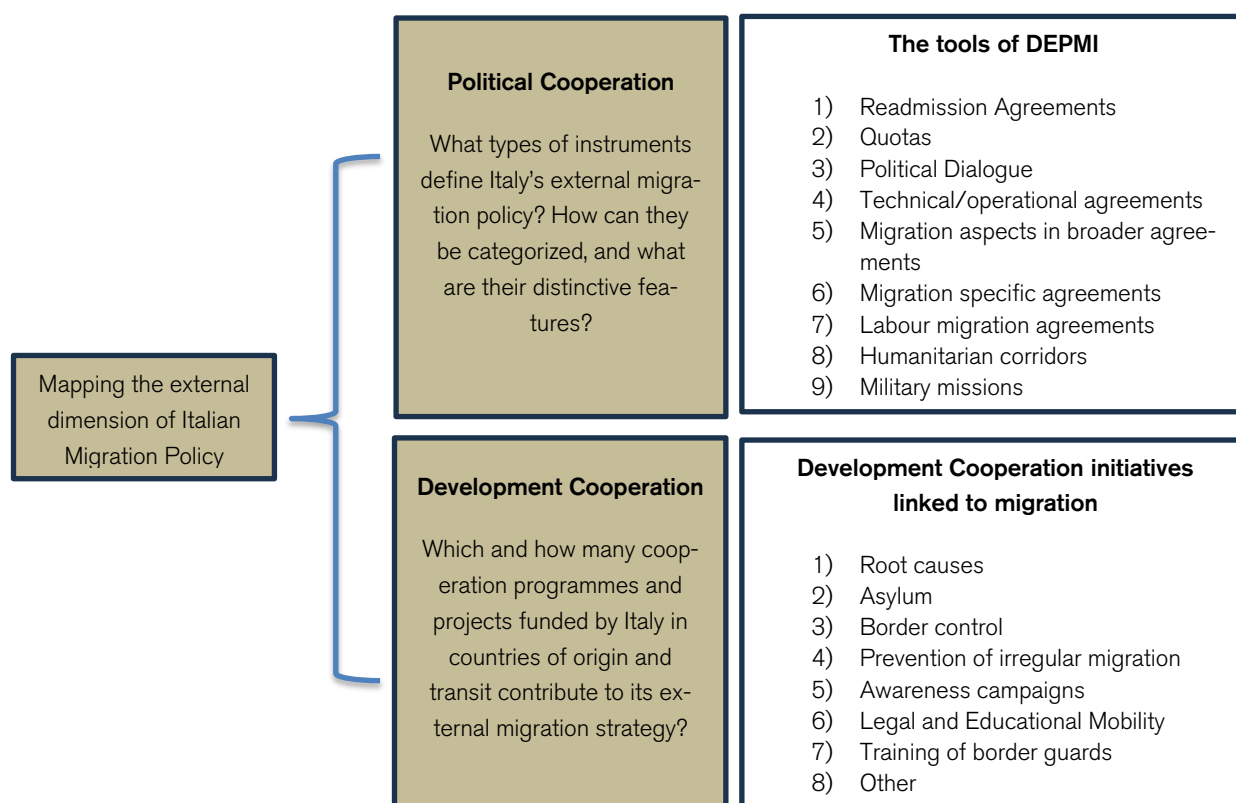 Mapping the external
dimension of Italian
Migration Policy
Political Cooperation
What types of instruments
define Italy’s external migra-
tion policy? How can they
be categorized, and what
are their distinctive fea-
tures?
The tools of DEPMI
1) Readmission Agreements
2) Quotas
3) Political Dialogue
4) Technical/operational agreements
5) Migration aspects in broader agree-
ments
6) Migration specific agreements
7) Labour migration agreements
8) Humanitarian corridors
9) Military missions
Development Cooperation
Which and how many coop-
eration programmes and
projects funded by Italy in
countries of origin and
transit contribute to its ex-
ternal migration strategy?
Development Cooperation initiatives
linked to migration
1) Root causes
2) Asylum
3) Border control
4) Prevention of irregular migration
5) Awareness campaigns
6) Legal and Educational Mobility
7) Training of border guards
8) Other